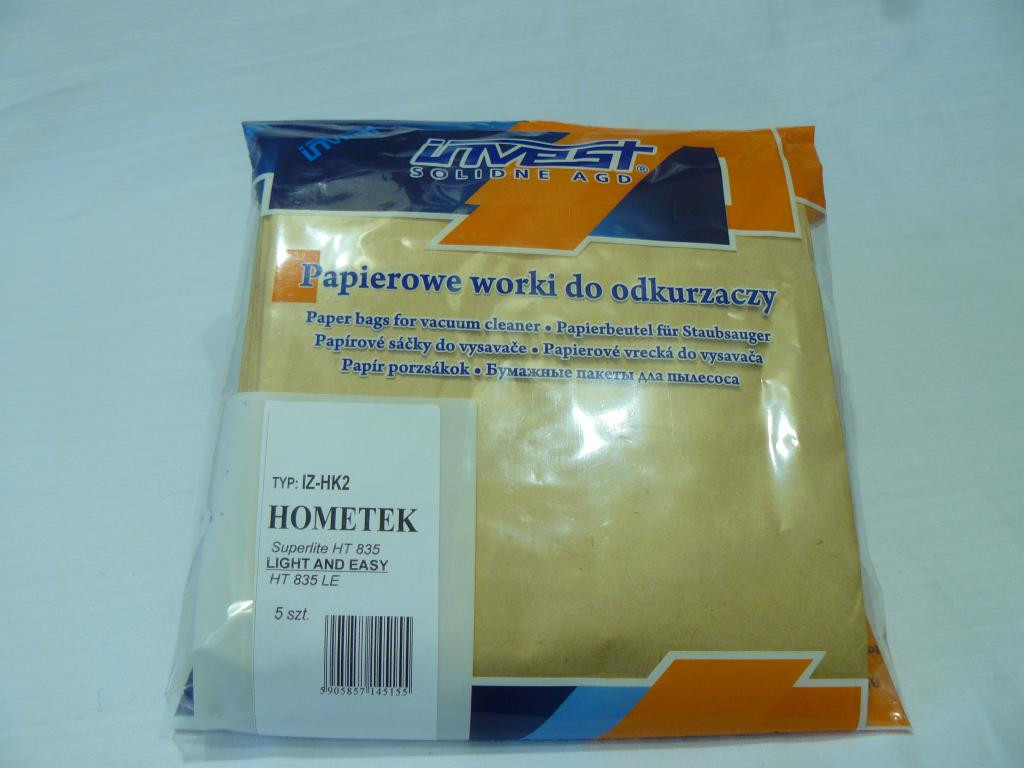 invest
invest®
SOLIDNE AGD
Papierowe worki do odkurzaczy
Paper bags for vacuum cleaner • Papierbeutel für Staubsauger
Papírové sáčky do vysavače • Papierové vrecká do vysavača
Papír porzsákok • Бумажные пакеты для пылесоса
TYP: IZ-HK2
HOMETEK
Superlite HT 835
LIGHT AND EASY
HT 835 LE
5 szt.
5905857145155